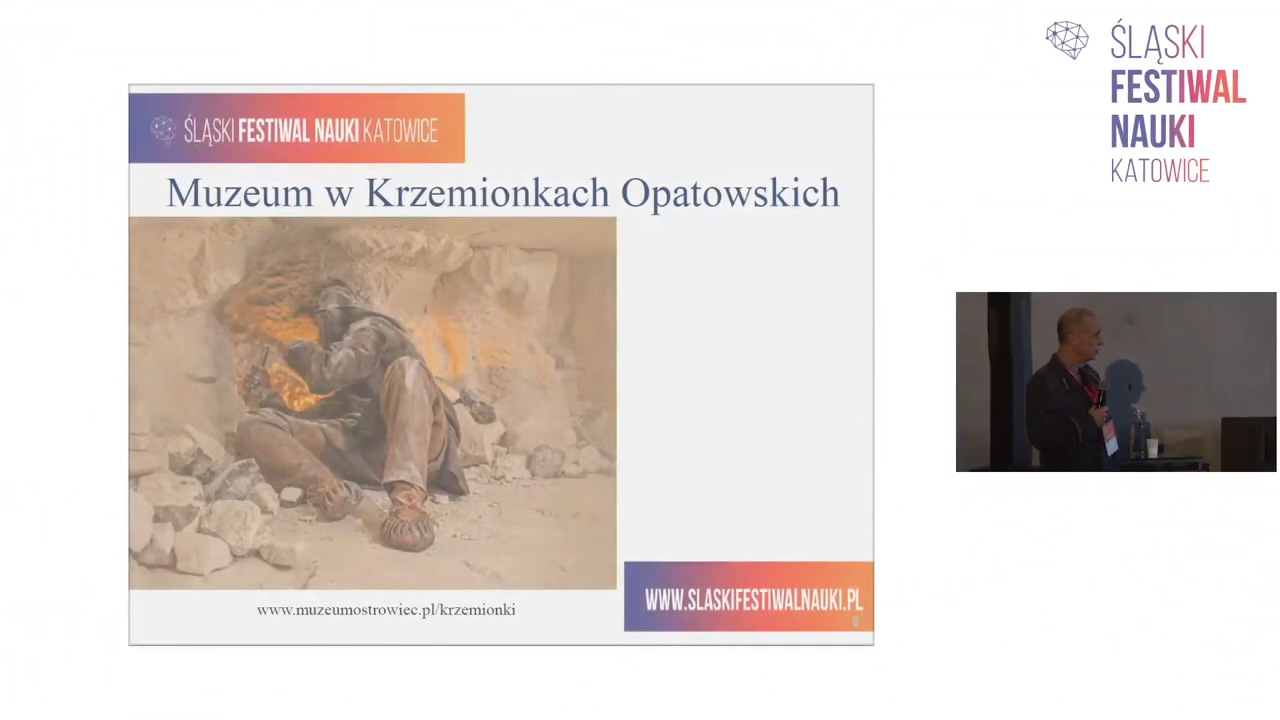 ŚLĄSKI FESTIWAL NAUKI KATOWICE
Muzeum w Krzemionkach Opatowskich
www.muzeumostrowiec.pl/krzemionki
WWW.SLASKIFESTIWALNAUKI.PL
ŚLĄSKI
FESTIWAL
NAUKI
KATOWICE